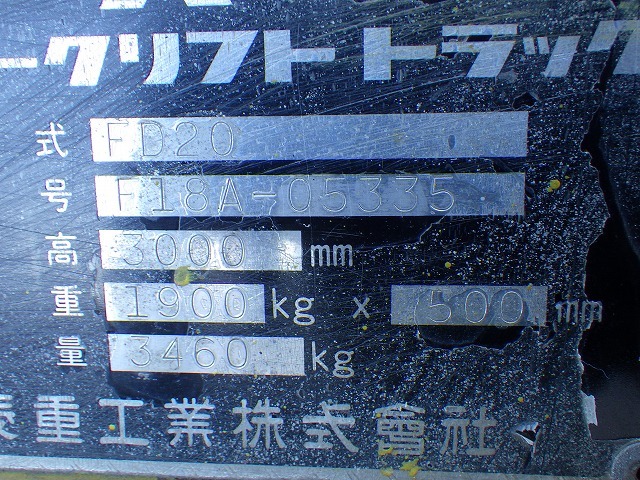 ークリフトトラック
式 FD20
号 F18A-05335
高 3000 mm
重 1900 kg x 500 mm
量 3460 kg
重工業株式會社